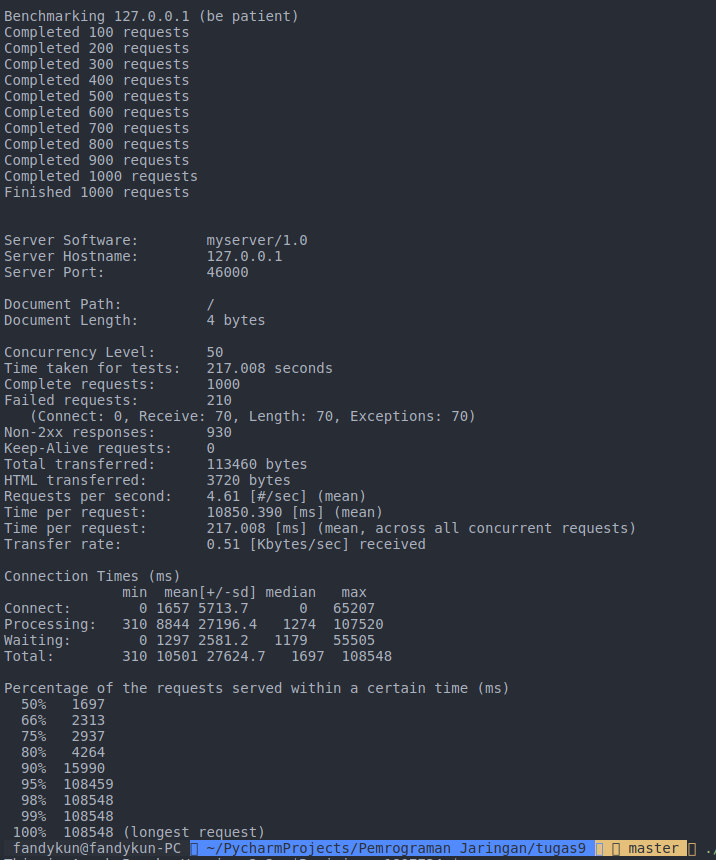 Benchmarking 127.0.0.1 (be patient)
Completed 100 requests
Completed 200 requests
Completed 300 requests
Completed 400 requests
Completed 500 requests
Completed 600 requests
Completed 700 requests
Completed 800 requests
Completed 900 requests
Completed 1000 requests
Finished 1000 requests
Server Software:        myserver/1.0
Server Hostname:        127.0.0.1
Server Port:            46000
Document Path:          /
Document Length:        4 bytes
Concurrency Level:      50
Time taken for tests:   217.008 seconds
Complete requests:      1000
Failed requests:        210
   (Connect: 0, Receive: 70, Length: 70, Exceptions: 70)
Non-2xx responses:      930
Keep-Alive requests:    0
Total transferred:      113460 bytes
HTML transferred:       3720 bytes
Requests per second:    4.61 [#/sec] (mean)
Time per request:       10850.390 [ms] (mean)
Time per request:       217.008 [ms] (mean, across all concurrent requests)
Transfer rate:          0.51 [Kbytes/sec] received
Connection Times (ms)
              min  mean[+/-sd] median   max
Connect:        0 1657 5713.7      0   65207
Processing:   310 8844 27196.4   1274  107520
Waiting:        0 1297 2581.2   1179   55505
Total:        310 10501 27624.7   1697  108548
Percentage of the requests served within a certain time (ms)
  50%   1697
  66%   2313
  75%   2937
  80%   4264
  90%  15990
  95%  108459
  98%  108548
  99%  108548
 100%  108548 (longest request)
fandykun@fandykun-PC ~/PycharmProjects/Pemrograman Jaringan/tugas9 master ./